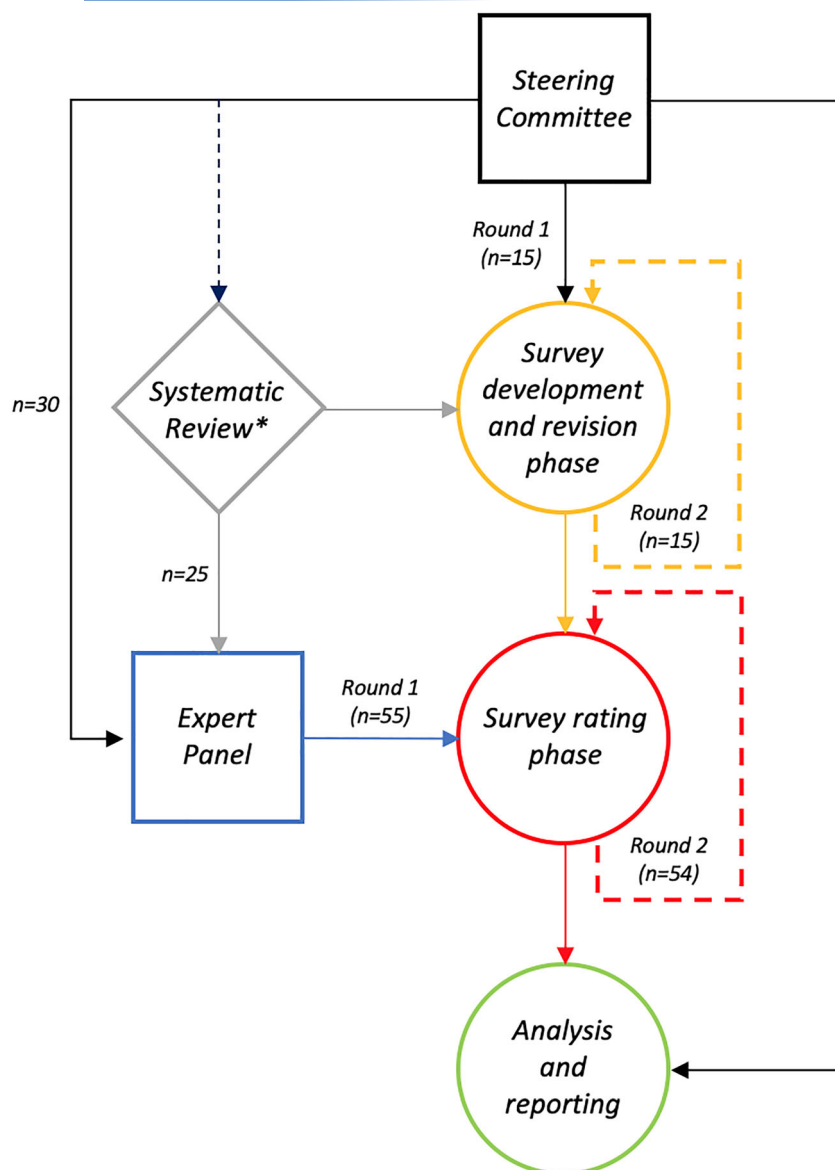 Steering
Committee
Round 1
(n=15)
n=30
Systematic
Review*
Survey
development
and revision
phase
Round 2
(n=15)
n=25
Expert
Panel
Round 1
(n=55)
Survey rating
phase
Round 2
(n=54)
Analysis
and
reporting